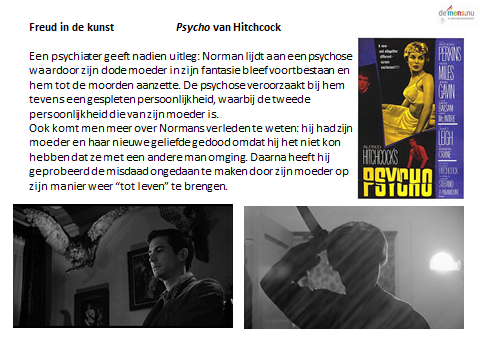 Freud in de kunst Psycho van Hitchcock
de mens.nu
Een psychiater geeft nadien uitleg: Norman lijdt aan een psychose
waardoor zijn dode moeder in zijn fantasie bleef voortbestaan en
hem tot de moorden aanzette. De psychose veroorzaakt bij hem
tevens een gespleten persoonlijkheid, waarbij de tweede
persoonlijkheid die van zijn moeder is.
Ook komt men meer over Normans verleden te weten: hij had zijn
moeder en haar nieuwe geliefde gedood omdat hij het niet kon
hebben dat ze met een andere man omging. Daarna heeft hij
geprobeerd de misdaad ongedaan te maken door zijn moeder op
zijn manier weer “tot leven” te brengen.
PERKINS
MILES
GAVIN
BALSAM
McINTIRE
LEIGH
CRANE
ALFRED
HITCHCOCK'S
PSYCHO